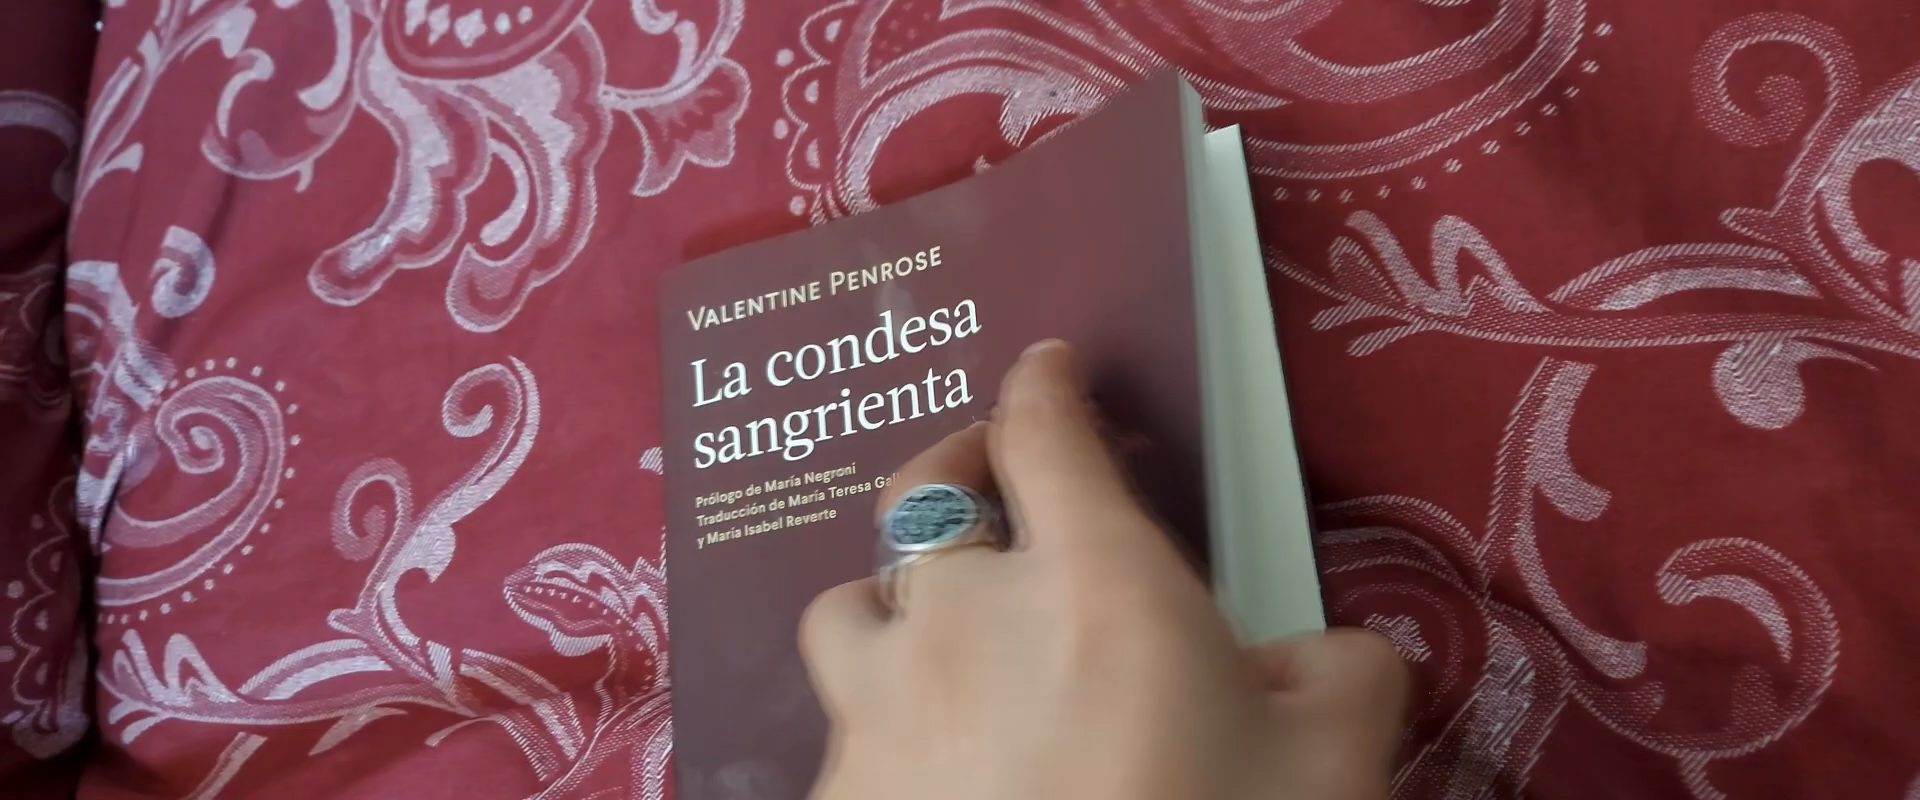 VALENTINE PENROSE
La condesa
sangrienta
Prólogo de María Negroni
Traducción de María Teresa
y María Isabel Reverte